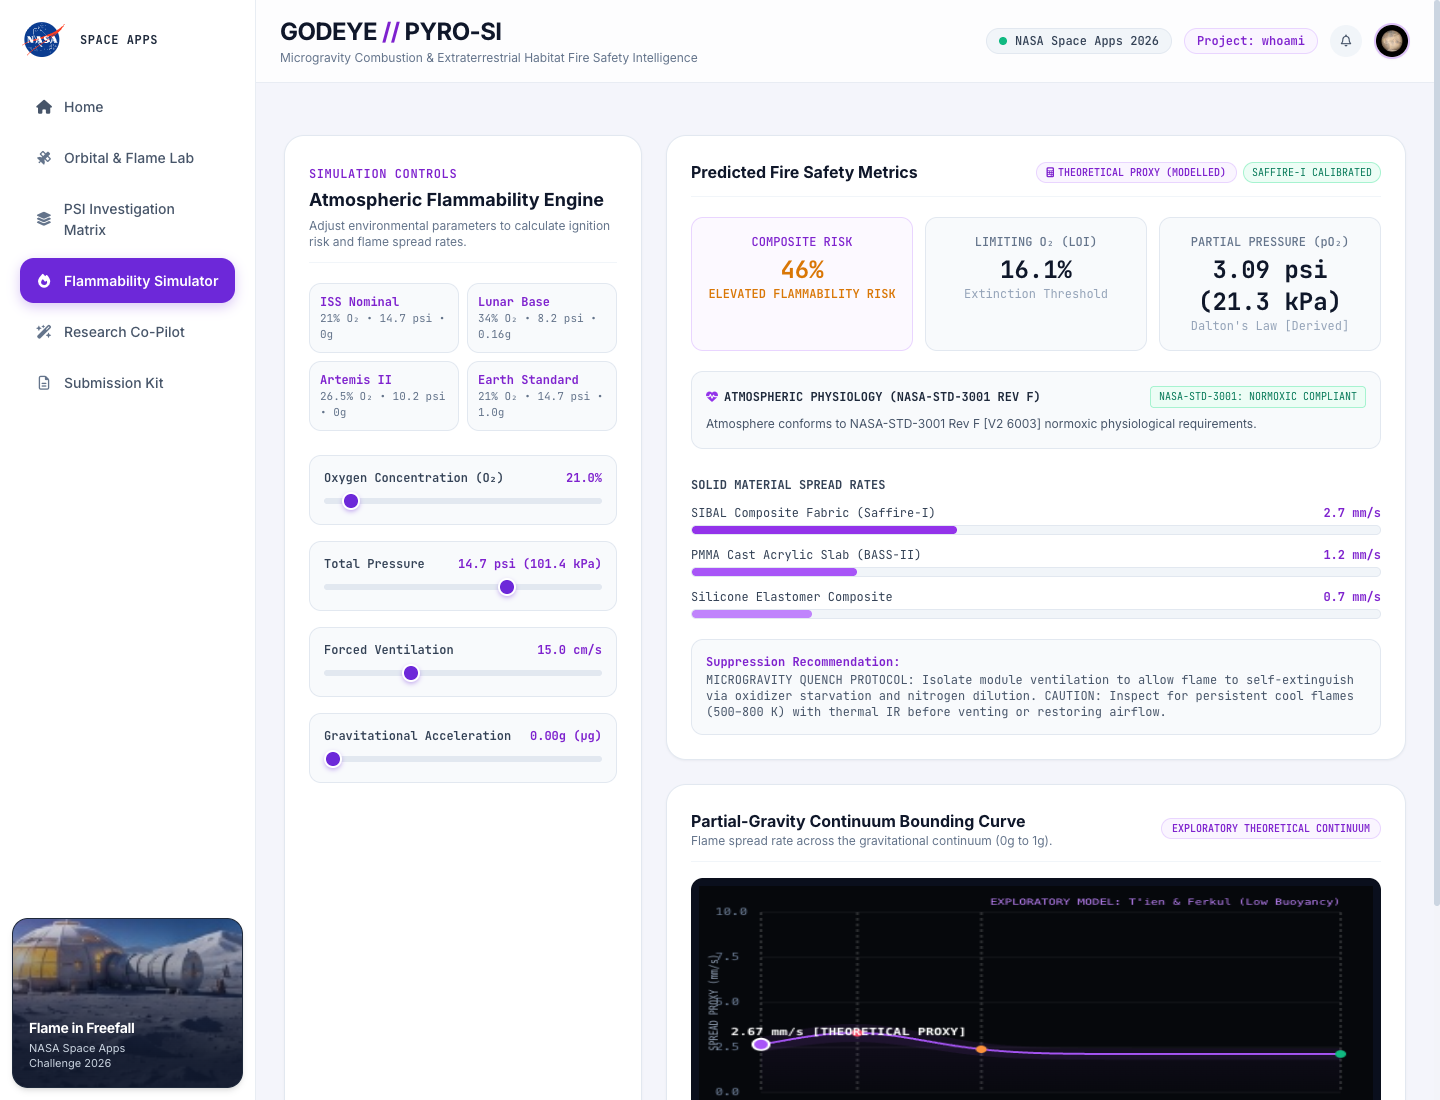 NASA
SPACE APPS
Home
Orbital & Flame Lab
PSI Investigation
Matrix
Flammability Simulator
Research Co-Pilot
Submission Kit
Flame in Freefall
NASA Space Apps
Challenge 2026
GODEYE // PYRO-SI
Microgravity Combustion & Extraterrestrial Habitat Fire Safety Intelligence
NASA Space Apps 2026
Project: whoami
SIMULATION CONTROLS
Atmospheric Flammability Engine
Adjust environmental parameters to calculate ignition
risk and flame spread rates.
ISS Nominal
21% O₂ • 14.7 psi •
0g
Lunar Base
34% O₂ • 8.2 psi •
0.16g
Artemis II
26.5% O₂ • 10.2 psi
• 0g
Earth Standard
21% O₂ • 14.7 psi •
1.0g
Oxygen Concentration (O₂) 21.0%
Total Pressure 14.7 psi (101.4 kPa)
Forced Ventilation 15.0 cm/s
Gravitational Acceleration 0.00g (µg)
Predicted Fire Safety Metrics
THEORETICAL PROXY (MODELLED)
SAFFIRE-I CALIBRATED
COMPOSITE RISK
46%
ELEVATED FLAMMABILITY RISK
LIMITING O₂ (LOI)
16.1%
Extinction Threshold
PARTIAL PRESSURE (pO₂)
3.09 psi
(21.3 kPa)
Dalton's Law [Derived]
ATMOSPHERIC PHYSIOLOGY (NASA-STD-3001 REV F)
NASA-STD-3001: NORMOXIC COMPLIANT
Atmosphere conforms to NASA-STD-3001 Rev F [V2 6003] normoxic physiological requirements.
SOLID MATERIAL SPREAD RATES
SIBAL Composite Fabric (Saffire-I) 2.7 mm/s
PMMA Cast Acrylic Slab (BASS-II) 1.2 mm/s
Silicone Elastomer Composite 0.7 mm/s
Suppression Recommendation:
MICROGRAVITY QUENCH PROTOCOL: Isolate module ventilation to allow flame to self-extinguish
via oxidizer starvation and nitrogen dilution. CAUTION: Inspect for persistent cool flames
(500–800 K) with thermal IR before venting or restoring airflow.
Partial-Gravity Continuum Bounding Curve
Flame spread rate across the gravitational continuum (0g to 1g).
EXPLORATORY THEORETICAL CONTINUUM
EXPLORATORY MODEL: T'ien & Ferkul (Low Buoyancy)
10.0
7.5
5.0
2.5
0.0
SPREAD PROXY (mm/s)
2.67 mm/s [THEORETICAL PROXY]